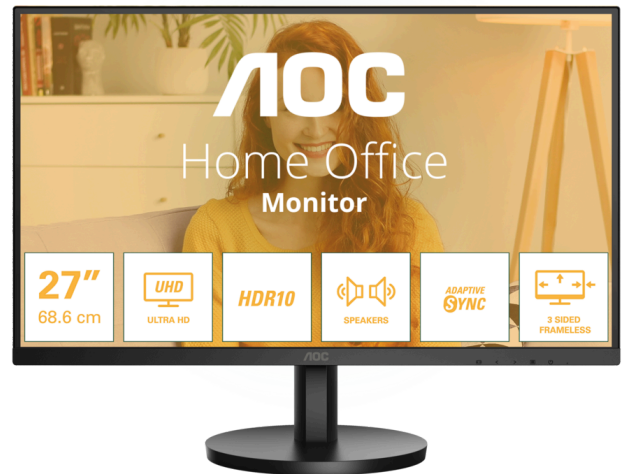 AOC
Home Office
Monitor
27"
68.6 cm
UHD
ULTRA HD
HDR10
SPEAKERS
ADAPTIVE
SYNC
3 SIDED
FRAMELESS
AOC